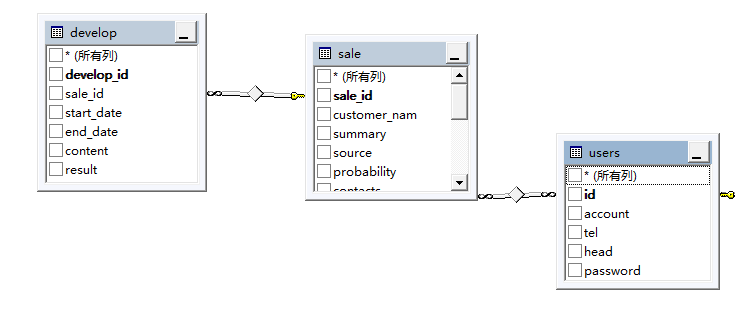 develop
* (所有列)
develop_id
sale_id
start_date
end_date
content
result
sale
* (所有列)
sale_id
customer_nam
summary
source
probability
contacts
users
* (所有列)
id
account
tel
head
password